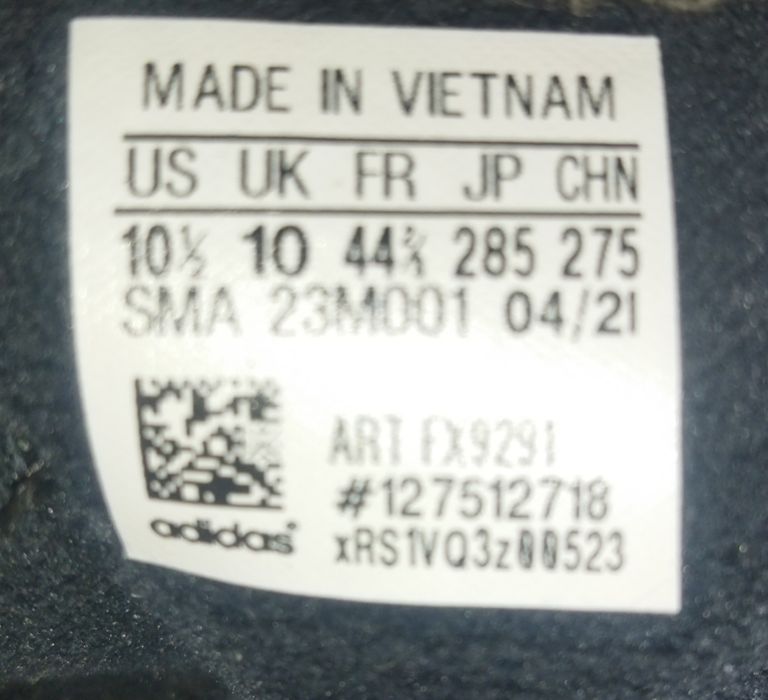 MADE IN VIETNAM
US UK FR JP CHN
10½ 10 44⅔ 285 275
SMA 23M001 04/21
ART FX9291
#127512718
adidas®
xRS1VQ3z00523